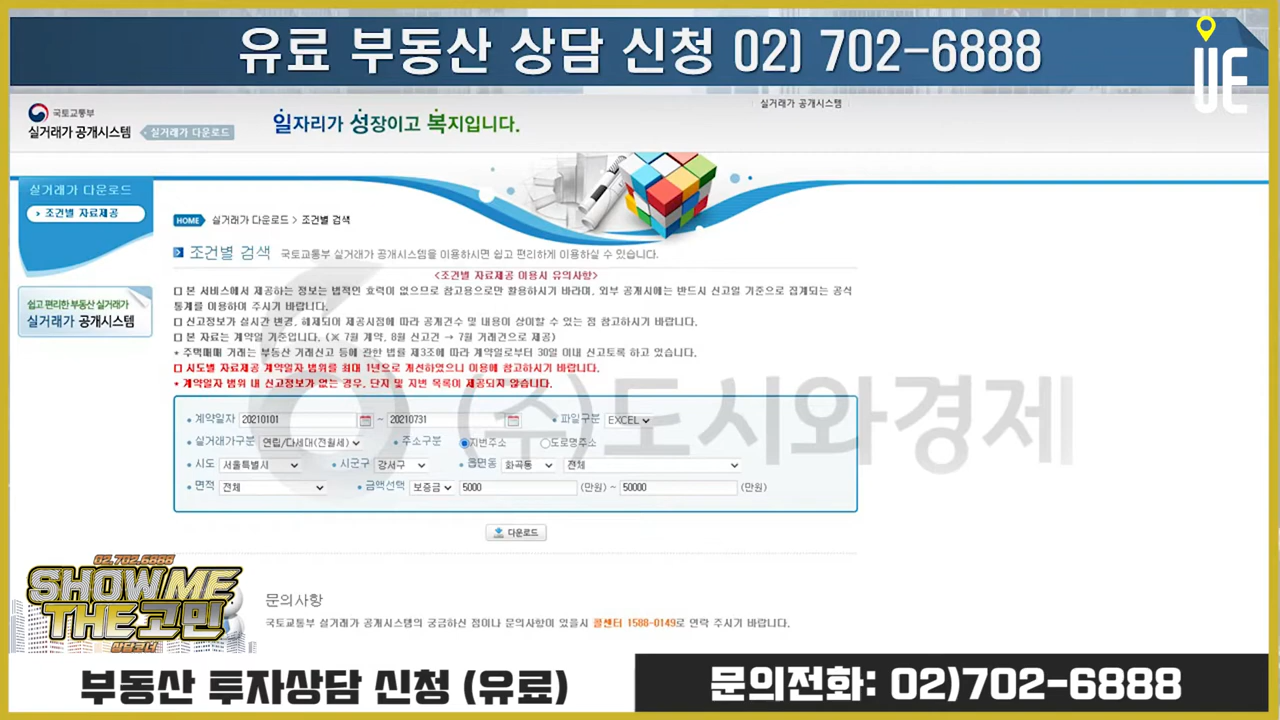 유료 부동산 상담 신청 02) 702-6888
UE
국토교통부
실거래가 공개시스템
실거래가 다운로드
일자리가 성장이고 복지입니다.
실거래가 공개시스템
실거래가 다운로드
› 조건별 자료제공
쉽고 편리한 부동산 실거래가
실거래가 공개시스템
HOME 실거래가 다운로드 > 조건별 검색
조건별 검색 국토교통부 실거래가 공개시스템을 이용하시면 쉽고 편리하게 이용하실 수 있습니다.
<조건별 자료제공 이용시 유의사항>
□ 본 서비스에서 제공하는 정보는 법적인 효력이 없으므로 참고용으로만 활용하시기 바라며, 외부 공개시에는 반드시 신고일 기준으로 집계되는 공식
통계를 이용하여 주시기 바랍니다.
□ 신고정보가 실시간 변경, 해제되어 제공시점에 따라 공개건수 및 내용이 상이할 수 있는 점 참고하시기 바랍니다.
□ 본 자료는 계약일 기준입니다. (※ 7월 계약, 8월 신고건 → 7월 거래건으로 제공)
* 주택매매 거래는 부동산 거래신고 등에 관한 법률 제3조에 따라 계약일로부터 30일 이내 신고토록 하고 있습니다.
□ 시도별 자료제공 계약일자 범위를 최대 1년으로 개선하였으니 이용에 참고하시기 바랍니다.
* 계약일자 범위 내 신고정보가 없는 경우, 단지 및 지번 목록이 제공되지 않습니다.
계약일자 20210101 ~ 20210731 파일구분 EXCEL
실거래가구분 연립/다세대(전월세) 주소구분 지번주소 도로명주소
시도 서울특별시 시군구 강서구 읍면동 화곡동 전체
면적 전체 금액선택 보증금 5000 (만원) ~ 50000 (만원)
다운로드
(주)도시와경제
문의사항
국토교통부 실거래가 공개시스템의 궁금하신 점이나 문의사항이 있을시 콜센터 1588-0149로 연락 주시기 바랍니다.
02.702.6888
SHOW ME
THE고민
상담코너
부동산 투자상담 신청 (유료)
문의전화: 02)702-6888